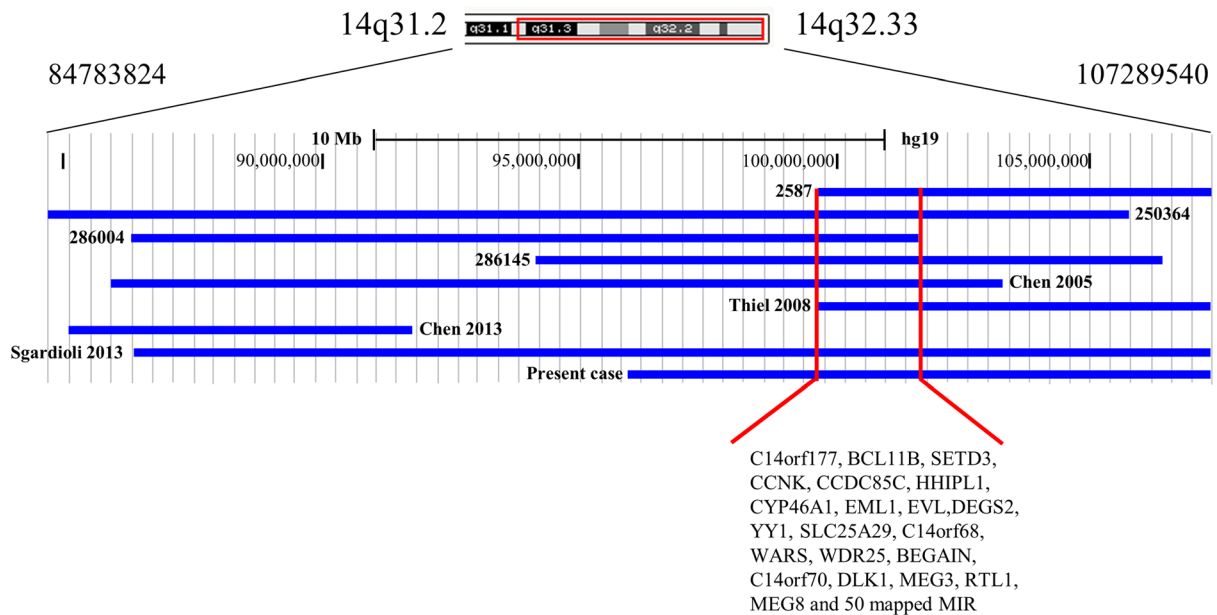 14q31.2
q31.1 q31.3 q32.2
14q32.33
84783824
107289540
10 Mb
hg19
90,000,000
95,000,000
100,000,000
105,000,000
2587
250364
286004
286145
Chen 2005
Thiel 2008
Chen 2013
Sgardioli 2013
Present case
C14orf177, BCL11B, SETD3,
CCNK, CCDC85C, HHIPL1,
CYP46A1, EML1, EVL,DEGS2,
YY1, SLC25A29, C14orf68,
WARS, WDR25, BEGAIN,
C14orf70, DLK1, MEG3, RTL1,
MEG8 and 50 mapped MIR